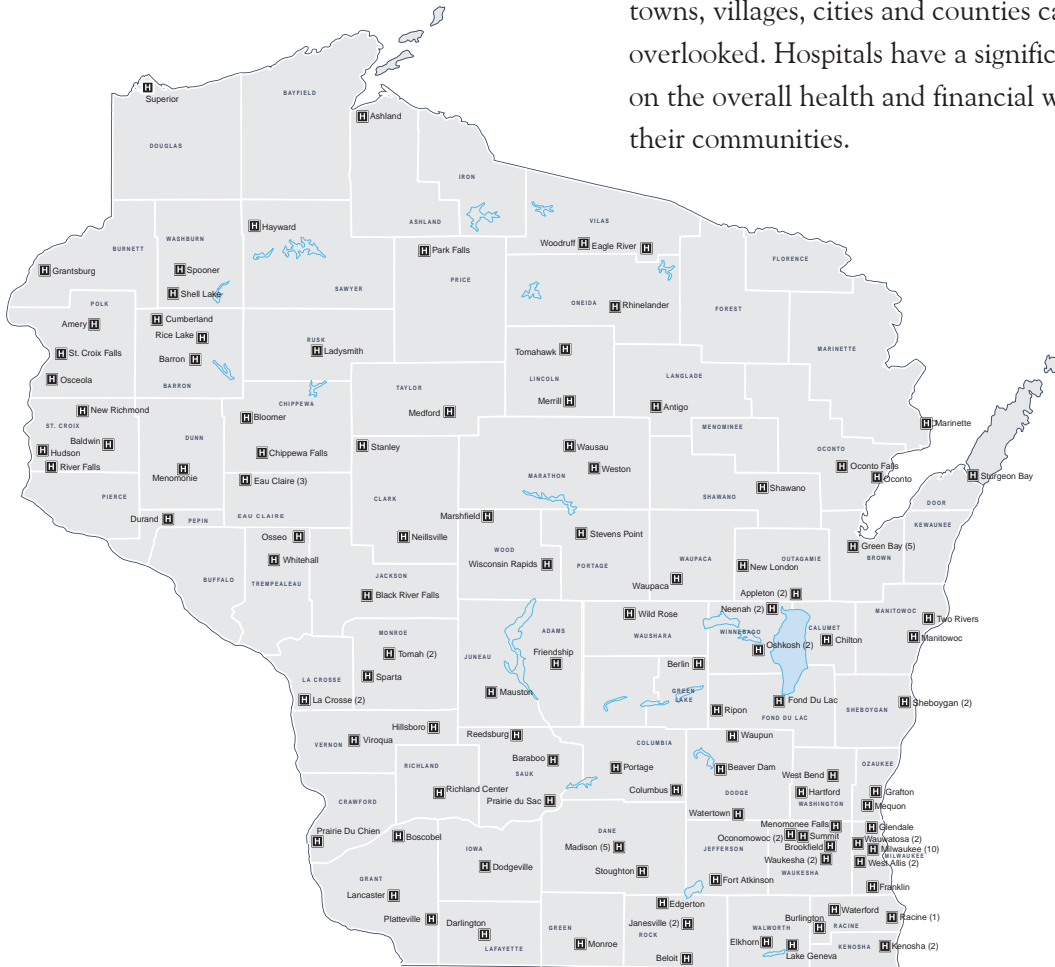 towns, villages, cities and counties ca
overlooked. Hospitals have a signific
on the overall health and financial w
their communities.
Superior
BAYFIELD
Ashland
DOUGLAS
IRON
ASHLAND
VILAS
Hayward
WASHBURN
BURNETT
Woodruff
Eagle River
Park Falls
FLORENCE
Grantsburg
Spooner
PRICE
SAWYER
Shell Lake
POLK
ONEIDA
Rhinelander
FOREST
Cumberland
Amery
Rice Lake
RUSK
Ladysmith
MARINETTE
St. Croix Falls
Barron
Tomahawk
Osceola
BARRON
TAYLOR
LINCOLN
LANGLADE
CHIPPEWA
Merrill
Antigo
New Richmond
Bloomer
Medford
Marinette
ST. CROIX
MENOMINEE
DUNN
Baldwin
Stanley
Wausau
OCONTO
Hudson
Chippewa Falls
River Falls
Weston
Oconto Falls
Menomonie
MARATHON
Oconto
Sturgeon Bay
Eau Claire (3)
Shawano
PIERCE
CLARK
SHAWANO
DOOR
Durand
PEPIN
EAU CLAIRE
Marshfield
KEWAUNEE
Osseo
Neillsville
Stevens Point
Green Bay (5)
WOOD
BROWN
Whitehall
Wisconsin Rapids
PORTAGE
WAUPACA
OUTAGAMIE
New London
BUFFALO
TREMPEALEAU
JACKSON
Waupaca
Black River Falls
Appleton (2)
Wild Rose
Neenah (2)
MANITOWOC
Two Rivers
MONROE
ADAMS
WAUSHARA
WINNEBAGO
CALUMET
Chilton
Manitowoc
Tomah (2)
JUNEAU
Friendship
Oshkosh (2)
Berlin
LA CROSSE
Sparta
Mauston
GREEN
LAKE
La Crosse (2)
Ripon
Fond Du Lac
Sheboygan (2)
FOND DU LAC
SHEBOYGAN
Hillsboro
Reedsburg
Waupun
VERNON
Viroqua
COLUMBIA
RICHLAND
Baraboo
SAUK
Portage
Beaver Dam
OZAUKEE
West Bend
Richland Center
Columbus
DODGE
Hartford
Grafton
CRAWFORD
Prairie du Sac
WASHINGTON
Mequon
Watertown
Prairie Du Chien
Boscobel
DANE
Menomonee Falls
Glendale
Oconomowoc (2)
Summit
Wauwatosa (2)
IOWA
Madison (5)
JEFFERSON
Brookfield
Milwaukee (10)
MILWAUKEE
Waukesha (2)
West Allis (2)
Dodgeville
Stoughton
WAUKESHA
GRANT
Fort Atkinson
Franklin
Lancaster
Edgerton
Waterford
Platteville
Darlington
Janesville (2)
Burlington
Racine (1)
GREEN
ROCK
WALWORTH
RACINE
LAFAYETTE
Monroe
Elkhorn
KENOSHA
Kenosha (2)
Beloit
Lake Geneva